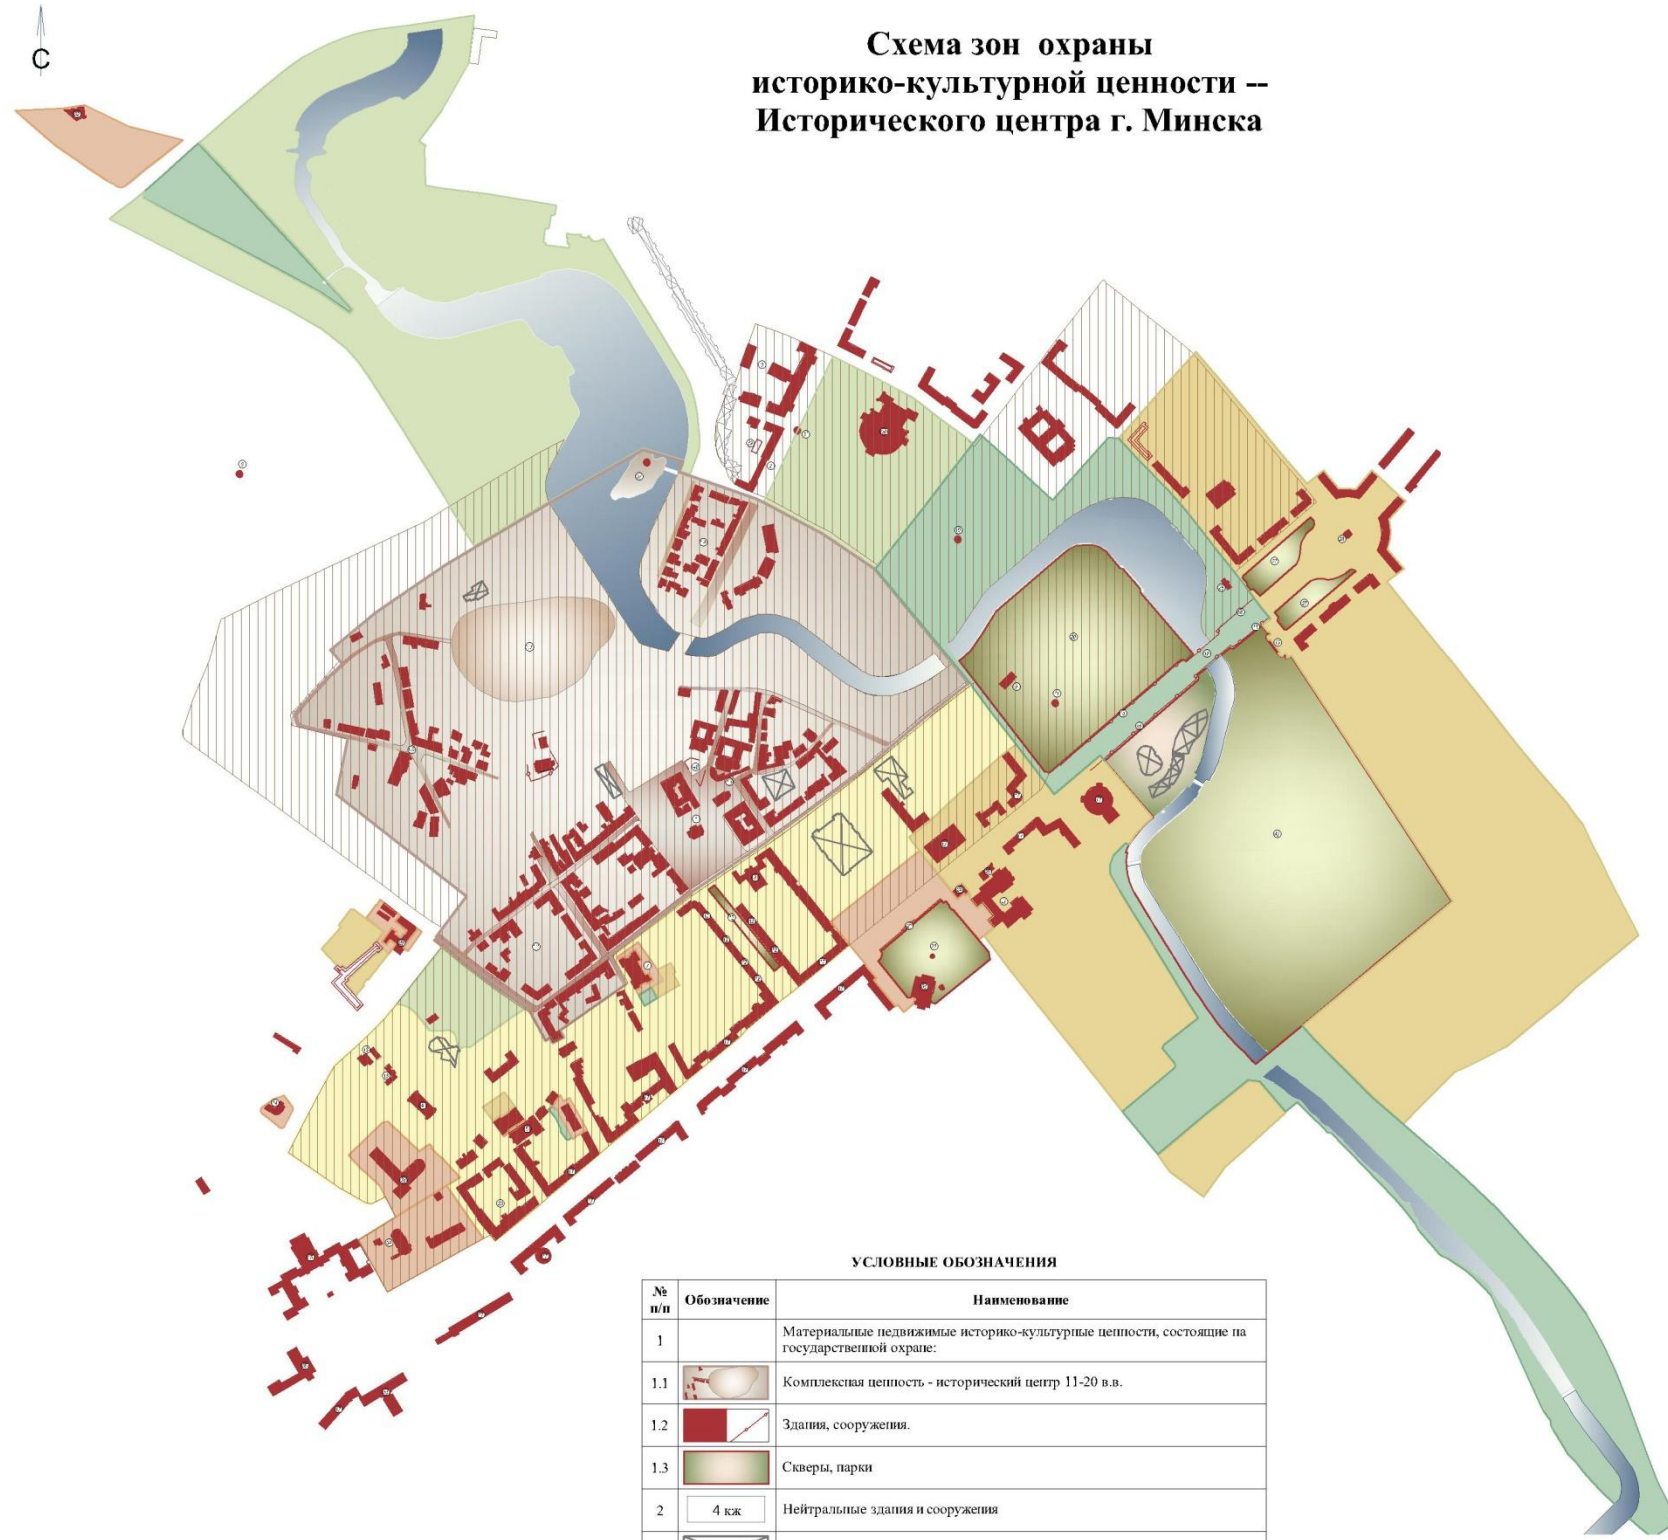 С
Схема зон охраны
историко-культурной ценности --
Исторического центра г. Минска
УСЛОВНЫЕ ОБОЗНАЧЕНИЯ
№ п/п Обозначение Наименование
1 Материальные недвижимые историко-культурные ценности, состоящие на
государственной охране:
1.1 Комплексная ценность - исторический центр 11-20 в.в.
1.2 Здания, сооружения.
1.3 Скверы, парки
2 4 кж Нейтральные здания и сооружения